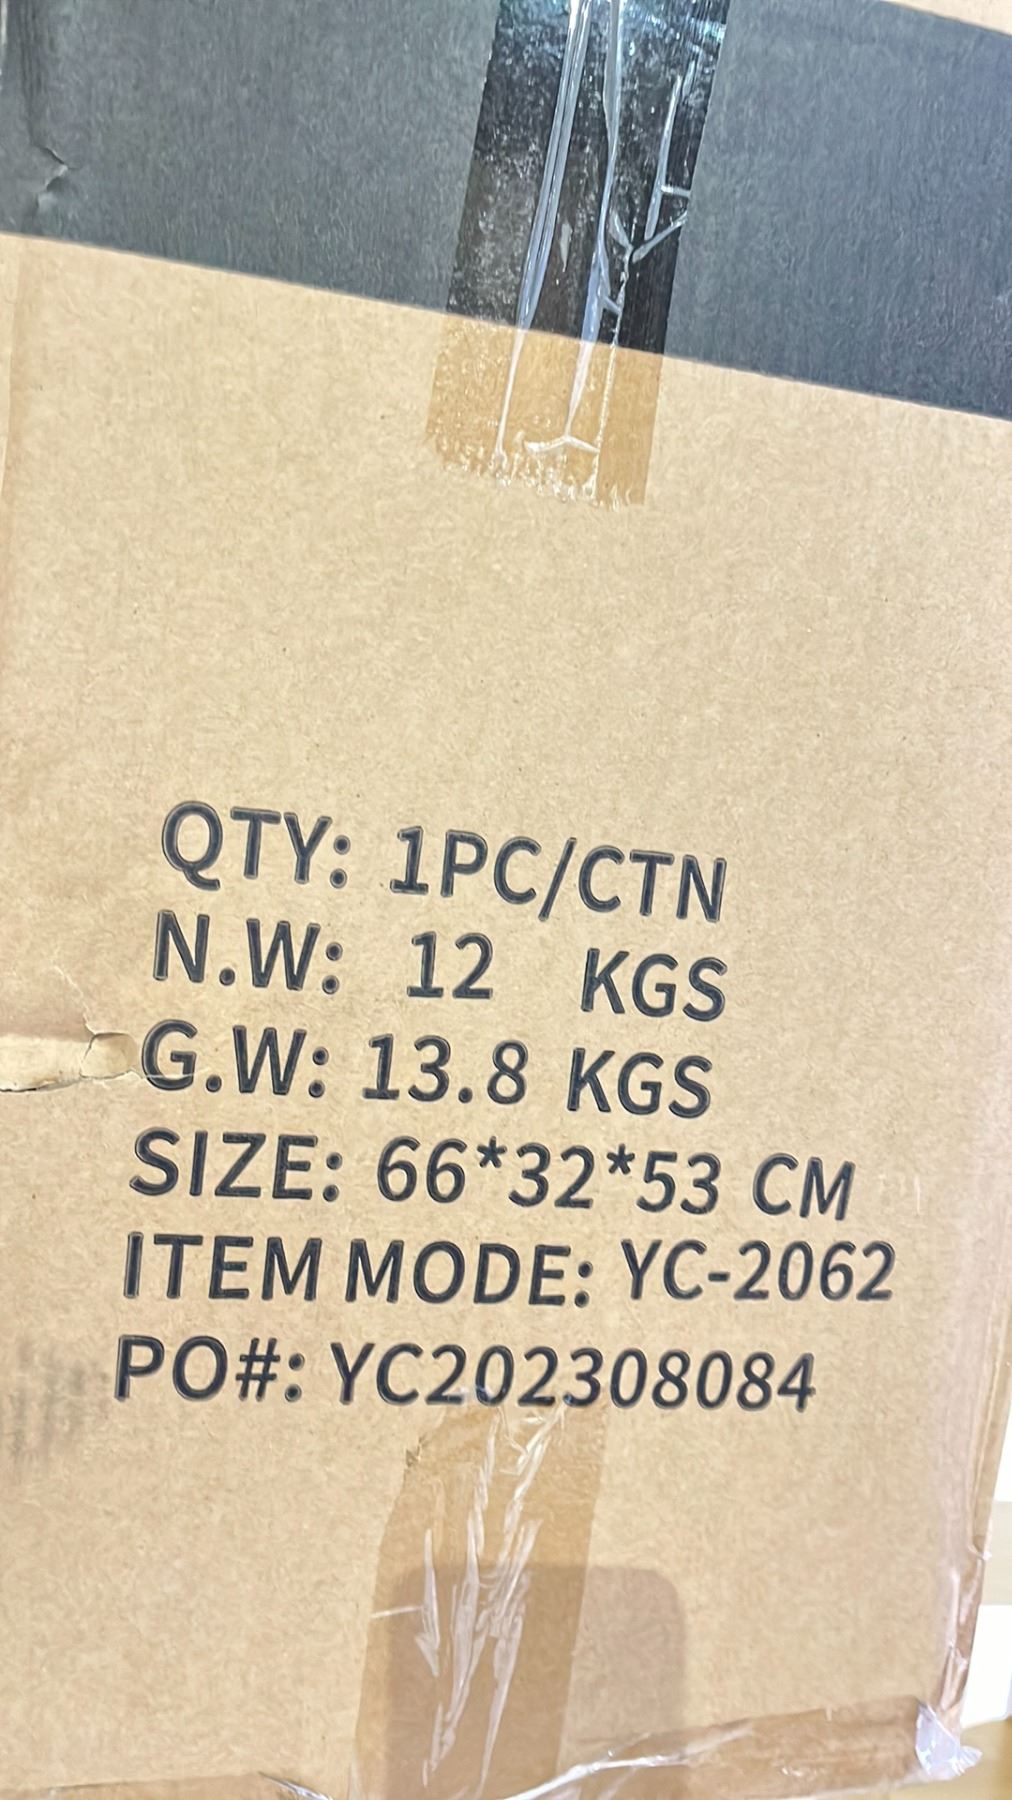 QTY: 1PC/CTN
N.W: 12 KGS
G.W: 13.8 KGS
SIZE: 66*32*53 CM
ITEM MODE: YC-2062
PO#: YC202308084